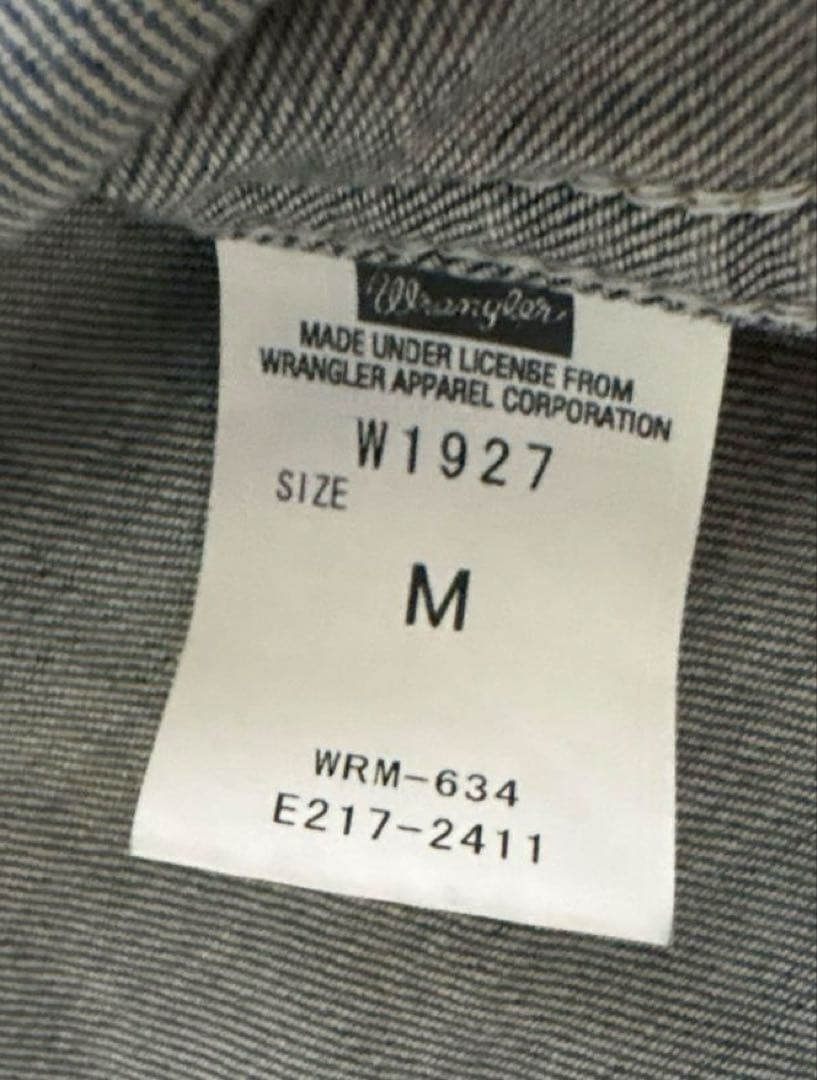 Wrangler
MADE UNDER LICENSE FROM
WRANGLER APPAREL CORPORATION
W1927
SIZE
M
WRM-634
E217-2411